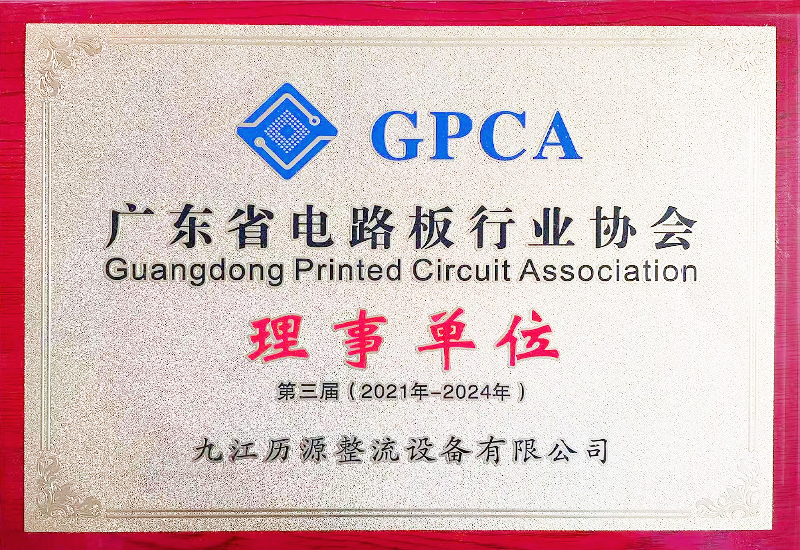 GPCA
广东省电路板行业协会
Guangdong Printed Circuit Association
理事单位
第三届（2021年-2024年）
九江历源整流设备有限公司